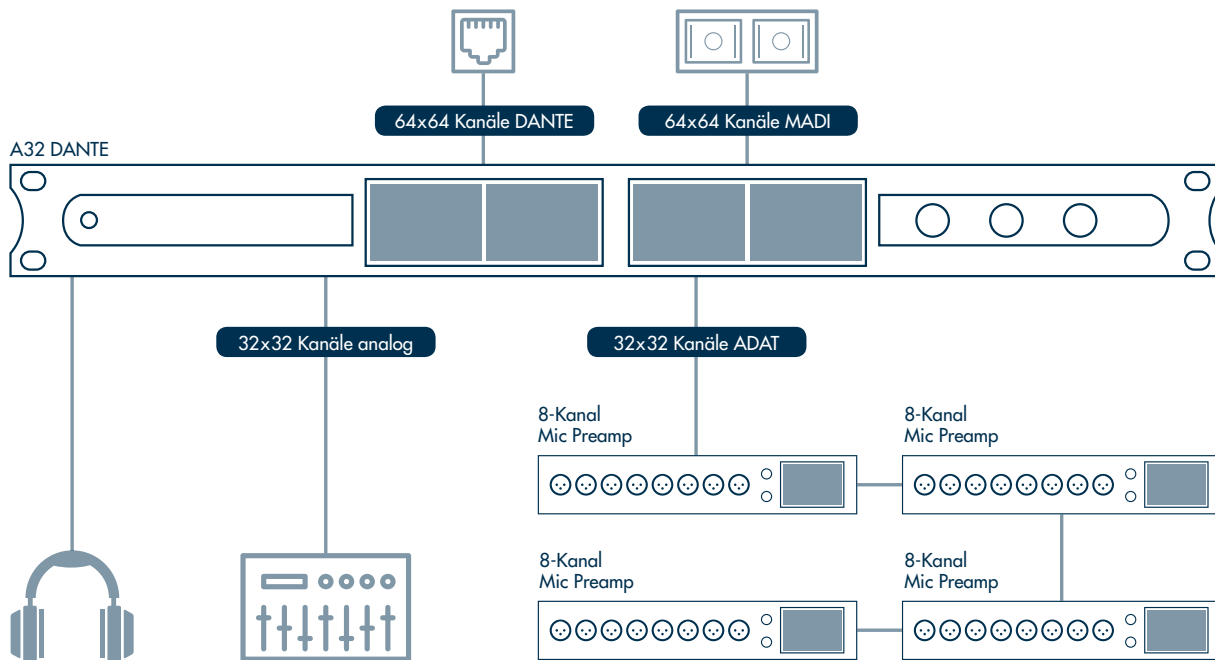 64x64 Kanäle DANTE
64x64 Kanäle MADI
A32 DANTE
32x32 Kanäle analog
32x32 Kanäle ADAT
8-Kanal
Mic Preamp
8-Kanal
Mic Preamp
8-Kanal
Mic Preamp
8-Kanal
Mic Preamp